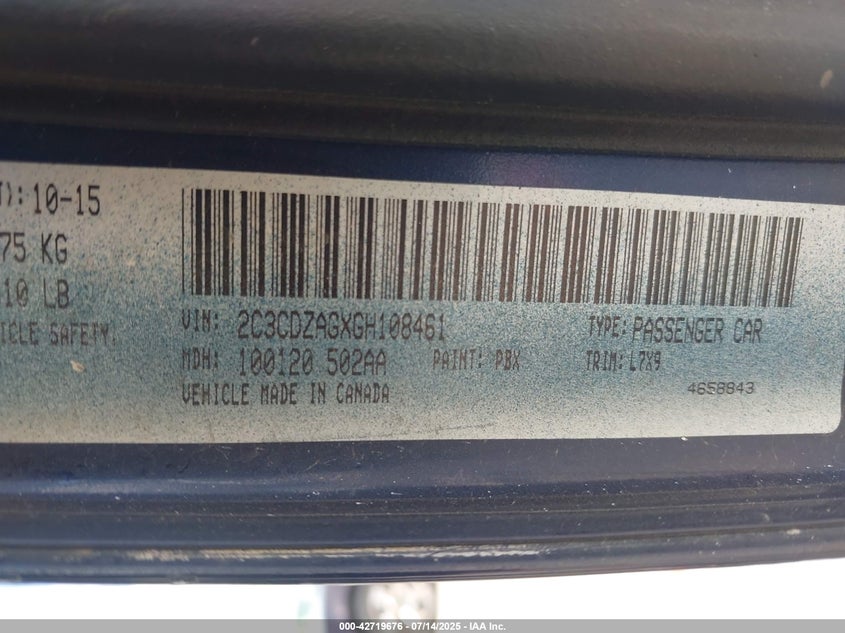 T): 10-15
75 KG
10 LB
ICLE SAFETY.
VIN: 2C3CDZAGXGH108461 TYPE: PASSENGER CAR
MDH: 100120 502AA PAINT: PBX TRIM: L7X9
VEHICLE MADE IN CANADA 4658843
000-42719676 - 07/14/2025 - IAA Inc.